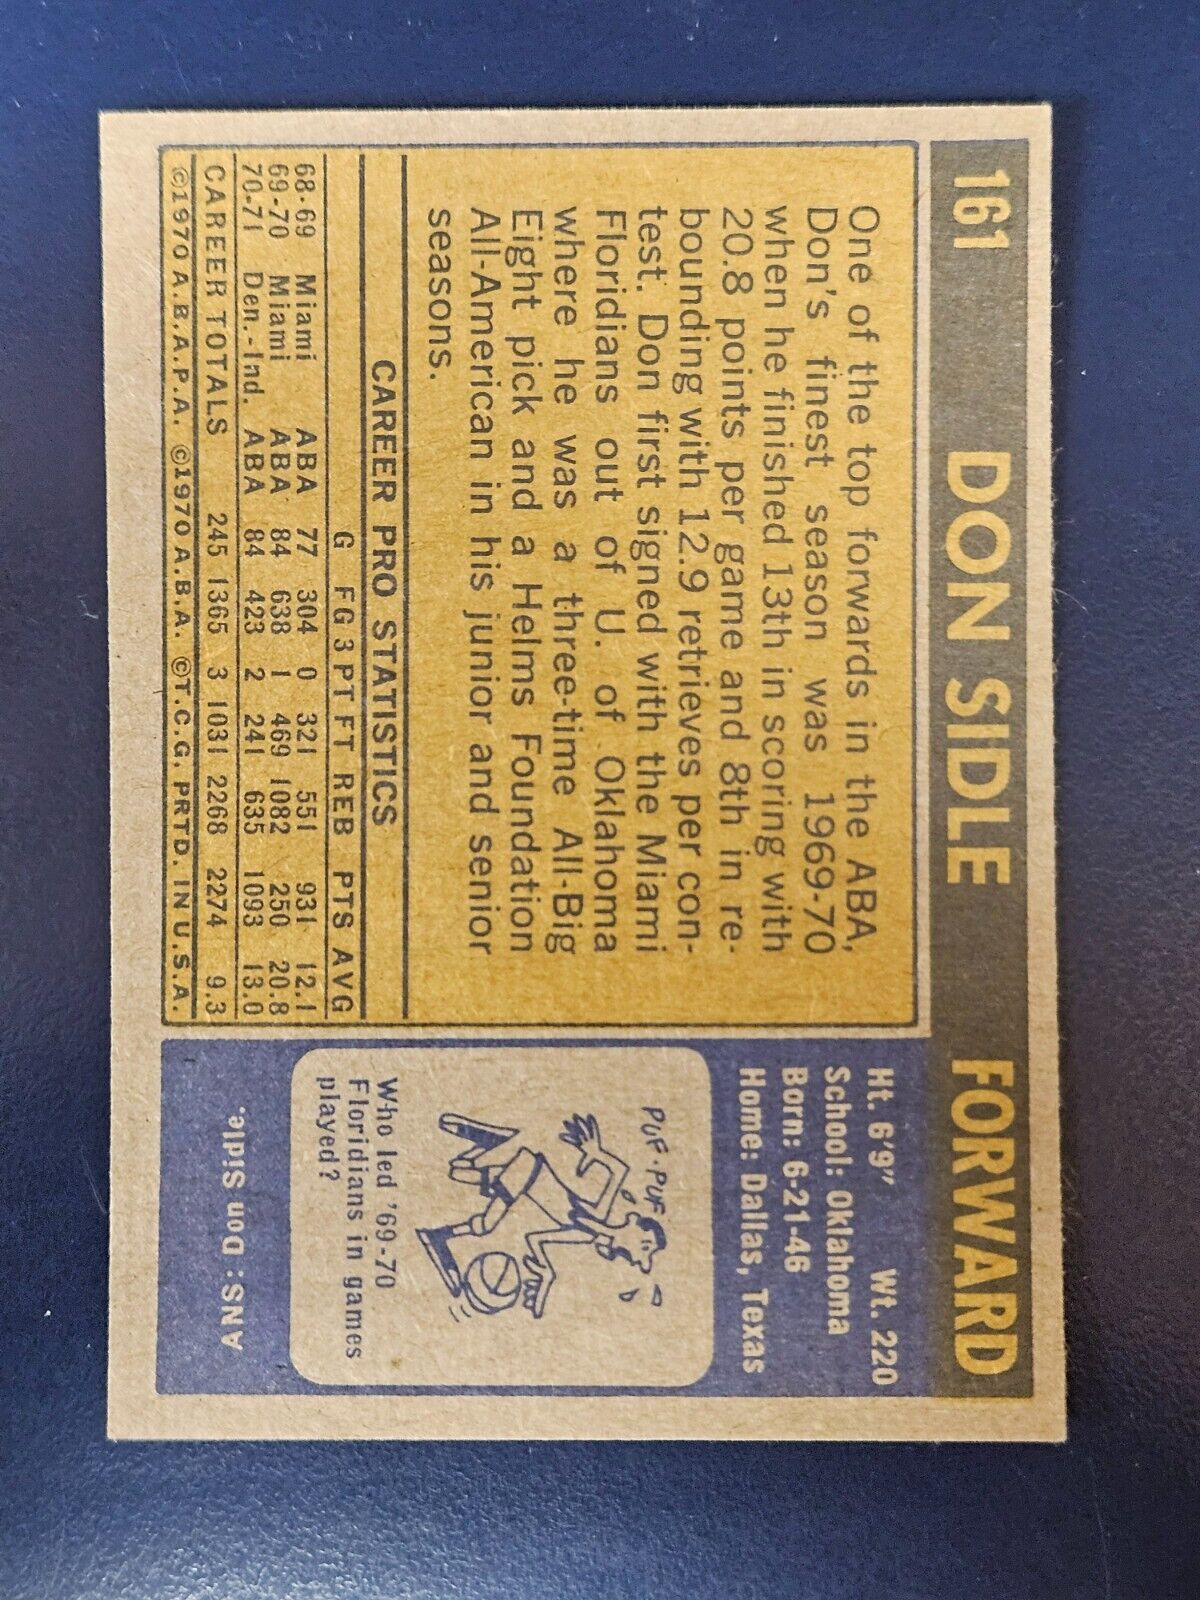 161 DON SIDLE FORWARD
One of the top forwards in the ABA,
Don's finest season was 1969-70
when he finished 13th in scoring with
20.8 points per game and 8th in re-
bounding with 12.9 retrieves per con-
test. Don first signed with the Miami
Floridians out of U. of Oklahoma
where he was a three-time All-Big
Eight pick and a Helms Foundation
All-American in his junior and senior
seasons.
CAREER PRO STATISTICS
G FG 3PT FT REB PTS AVG
68-69 Miami ABA 77 304 0 321 551 931 12.1
69-70 Miami ABA 84 638 1 469 1082 250 20.8
70-71 Den.-Ind. ABA 84 423 2 241 635 1093 13.0
CAREER TOTALS 245 1365 3 1031 2268 2274 9.3
©1970 A.B.A.P.A. ©1970 A.B.A. ©T.C.G. PRTD. IN U.S.A.
Ht. 6'9" Wt. 220
School: Oklahoma
Born: 6-21-46
Home: Dallas, Texas
PUF-PUF
Who led '69-70
Floridians in games
played?
ANS: Don Sidle.